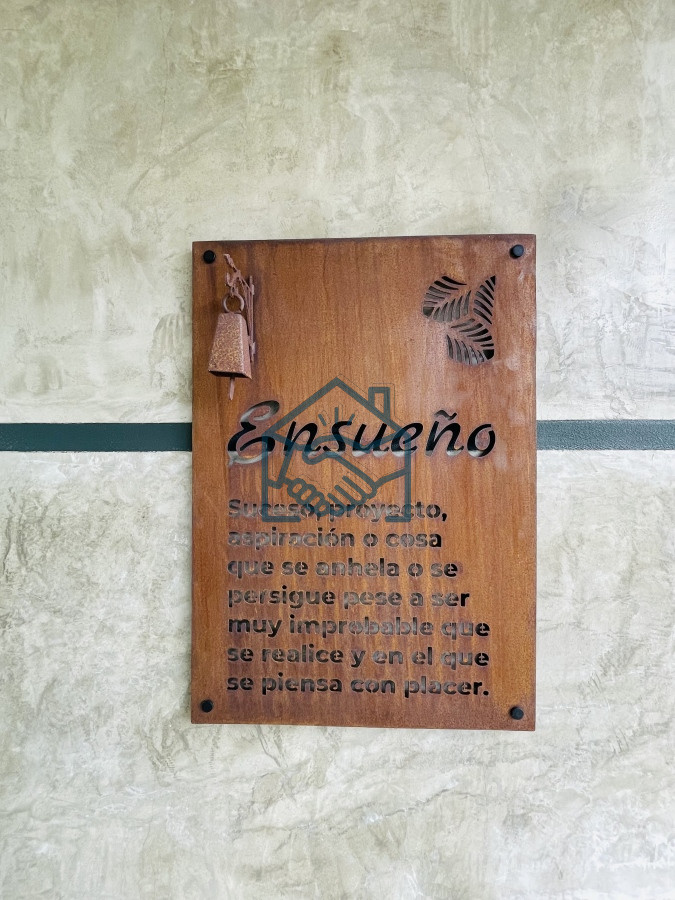 Ensueño
Suceso, proyecto,
aspiración o cosa
que se anhela o se
persigue pese a ser
muy improbable que
se realice y en el que
se piensa con placer.